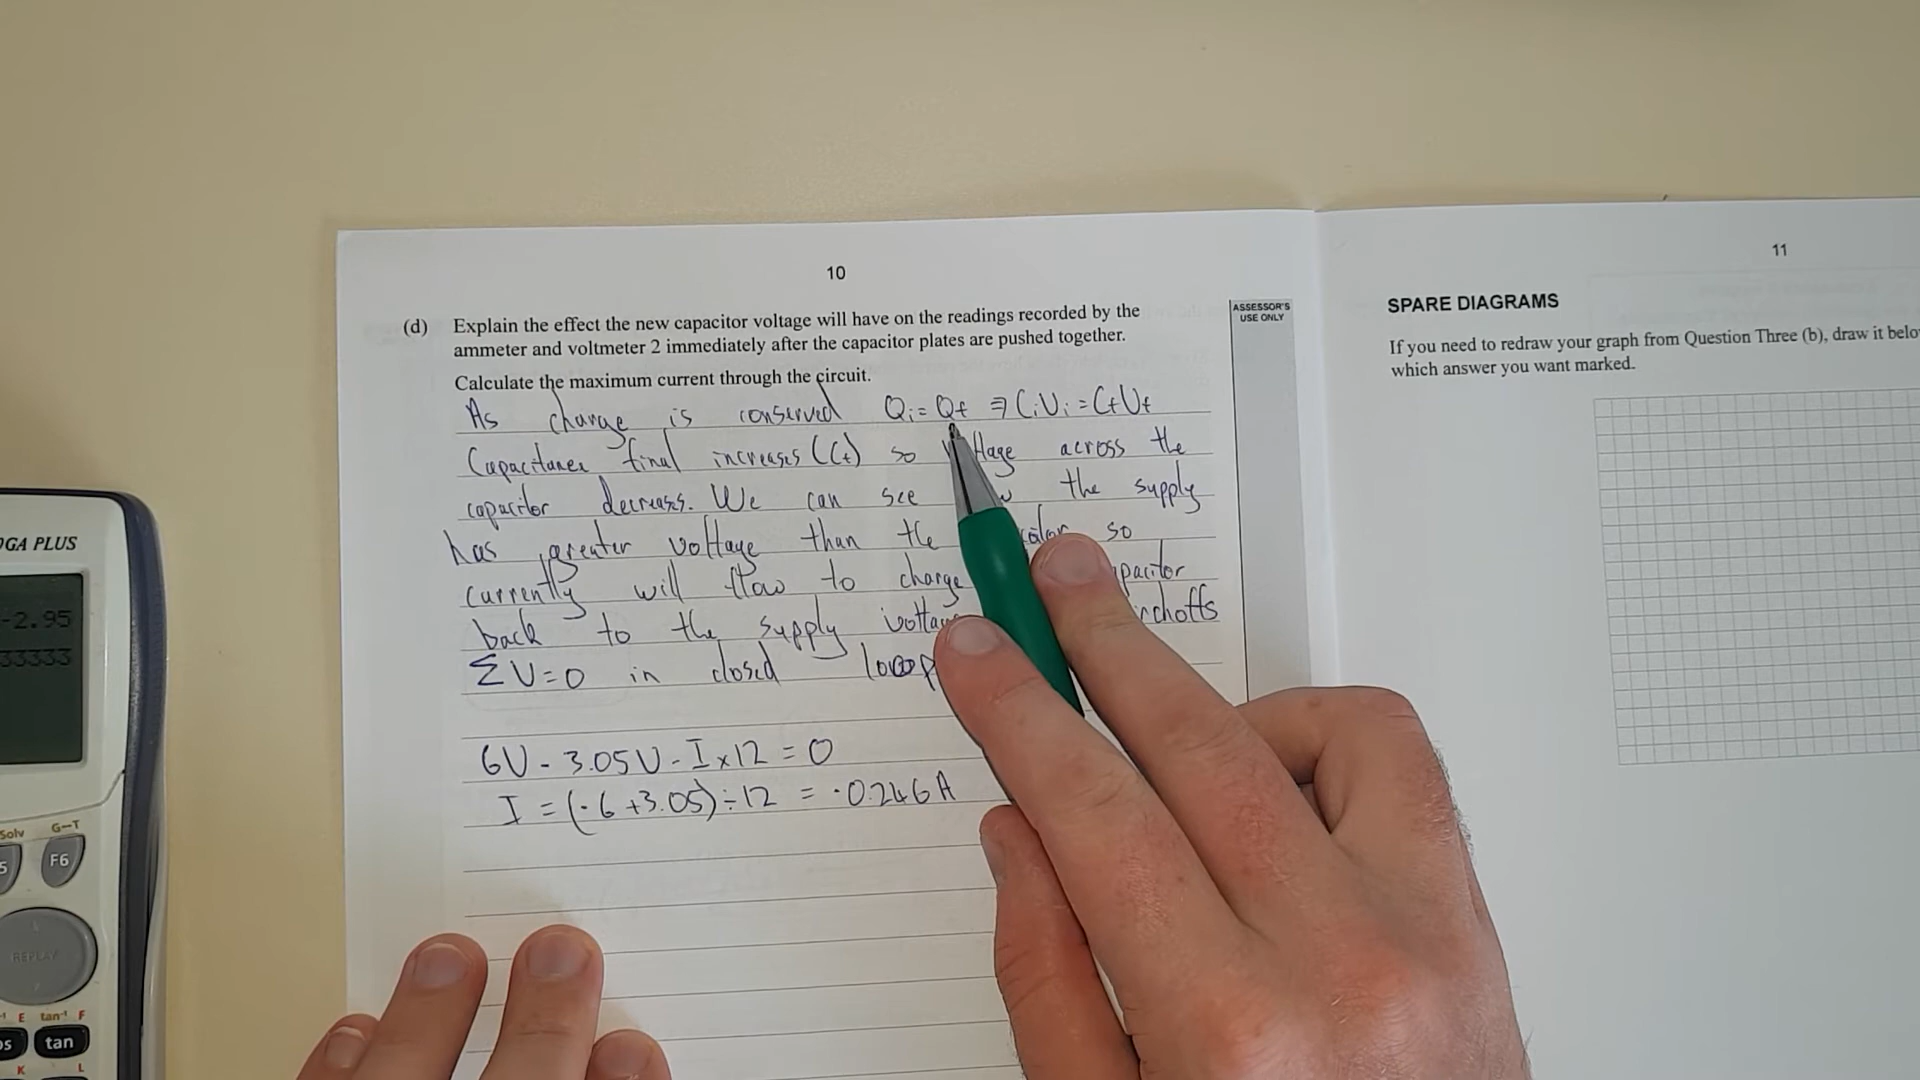 10
(d) Explain the effect the new capacitor voltage will have on the readings recorded by the
ammeter and voltmeter 2 immediately after the capacitor plates are pushed together.
Calculate the maximum current through the circuit.
As charge is conserved Qi = Qf ⇒ CiVi = CfVf
Capacitance final increases (Cf) so across the
capacitor decreases. We can see the supply
has greater voltage than the so
currently will flow to charge
back to the supply
ΣV=0 in closed loop
6V - 3.05V - I×12 = 0
I = (-6 + 3.05) ÷ 12 = -0.246A
ASSESSOR'S
USE ONLY
11
SPARE DIAGRAMS
If you need to redraw your graph from Question Three (b), draw it
which answer you want marked.
PLUS
-2.95
33333
G↔T
F6
REPLAY
E tan⁻¹ F
tan
K L